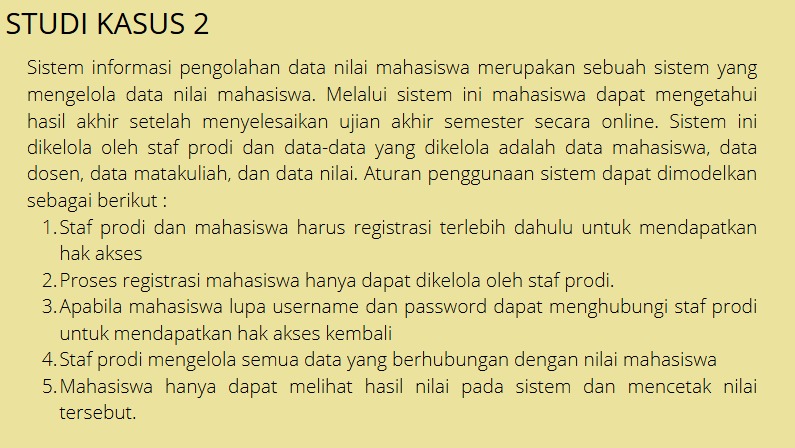 STUDI KASUS 2
Sistem informasi pengolahan data nilai mahasiswa merupakan sebuah sistem yang
mengelola data nilai mahasiswa. Melalui sistem ini mahasiswa dapat mengetahui
hasil akhir setelah menyelesaikan ujian akhir semester secara online. Sistem ini
dikelola oleh staf prodi dan data-data yang dikelola adalah data mahasiswa, data
dosen, data matakuliah, dan data nilai. Aturan penggunaan sistem dapat dimodelkan
sebagai berikut :
1. Staf prodi dan mahasiswa harus registrasi terlebih dahulu untuk mendapatkan
hak akses
2. Proses registrasi mahasiswa hanya dapat dikelola oleh staf prodi.
3. Apabila mahasiswa lupa username dan password dapat menghubungi staf prodi
untuk mendapatkan hak akses kembali
4. Staf prodi mengelola semua data yang berhubungan dengan nilai mahasiswa
5. Mahasiswa hanya dapat melihat hasil nilai pada sistem dan mencetak nilai
tersebut.